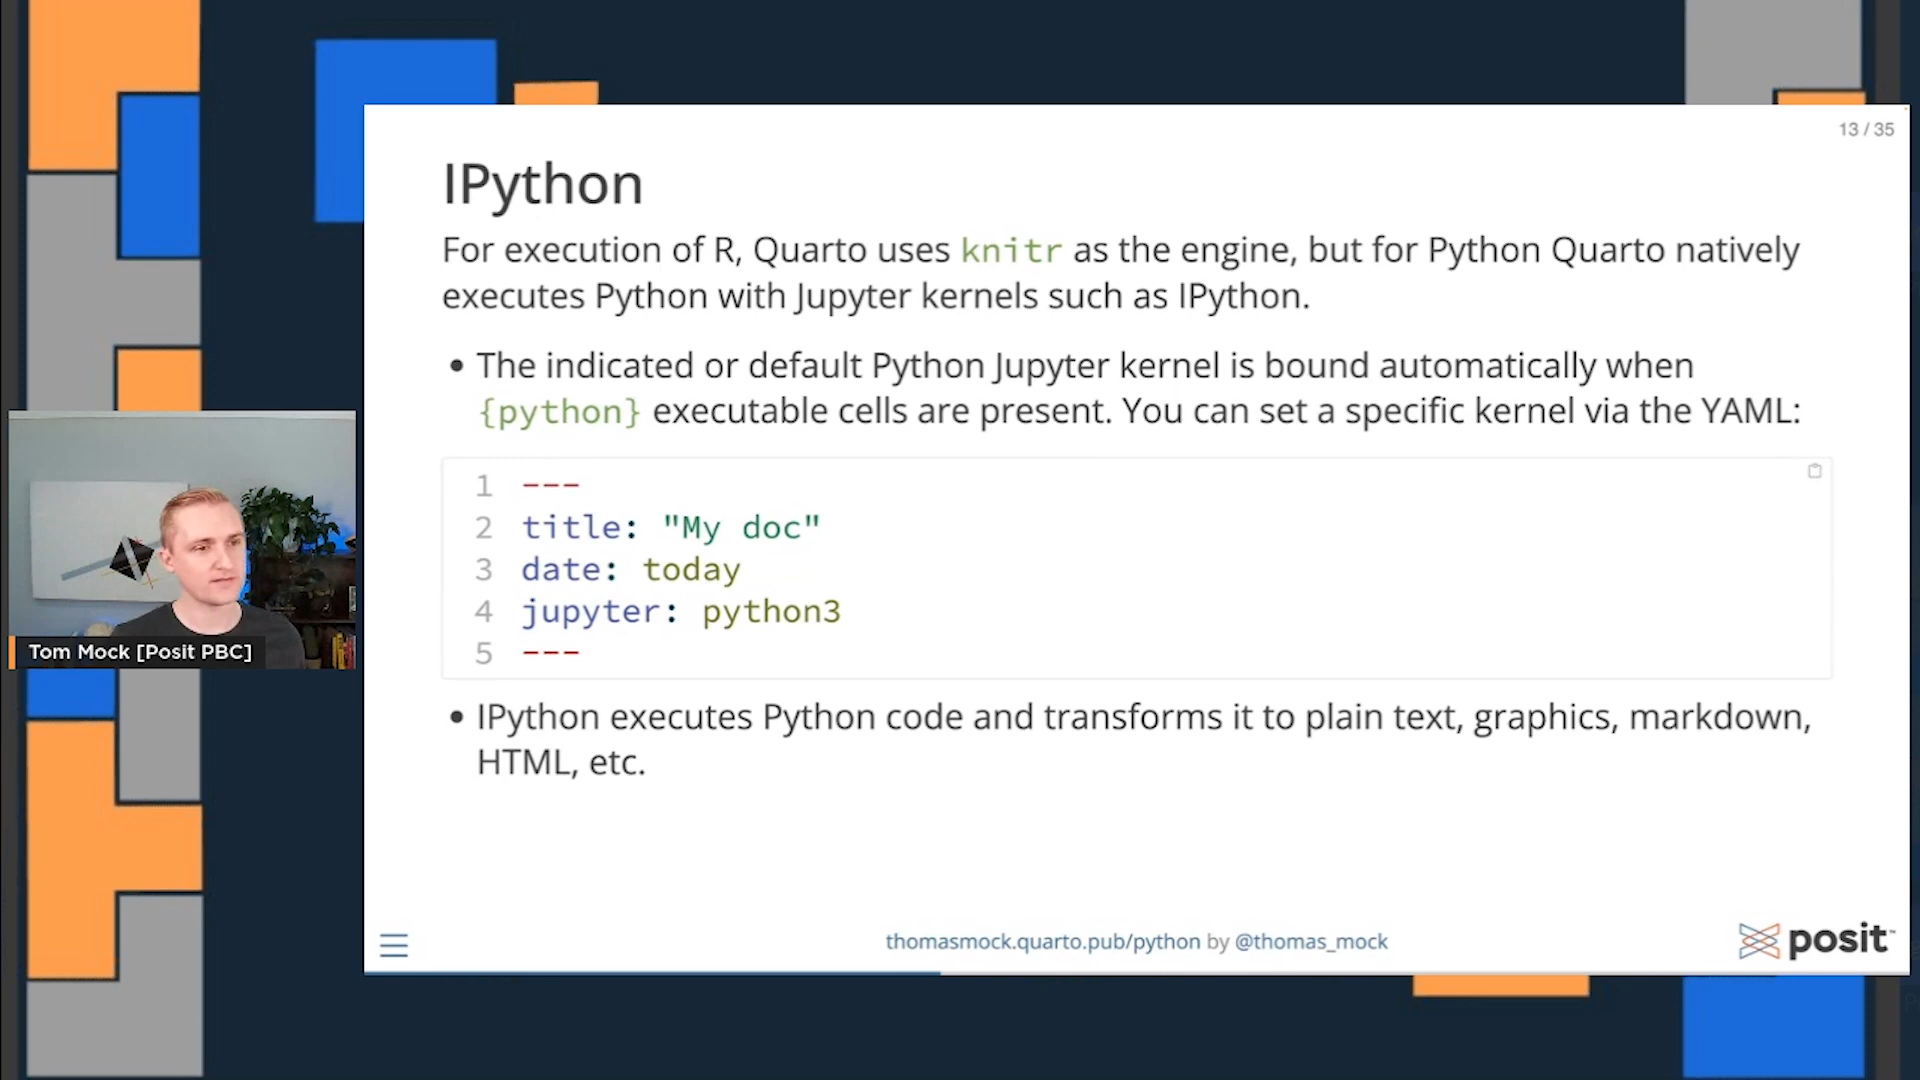 13 / 35
IPython
For execution of R, Quarto uses knitr as the engine, but for Python Quarto natively
executes Python with Jupyter kernels such as IPython.
• The indicated or default Python Jupyter kernel is bound automatically when
{python} executable cells are present. You can set a specific kernel via the YAML:
1 ---
2 title: "My doc"
3 date: today
4 jupyter: python3
5 ---
• IPython executes Python code and transforms it to plain text, graphics, markdown,
HTML, etc.
Tom Mock [Posit PBC]
thomasmock.quarto.pub/python by @thomas_mock
posit™